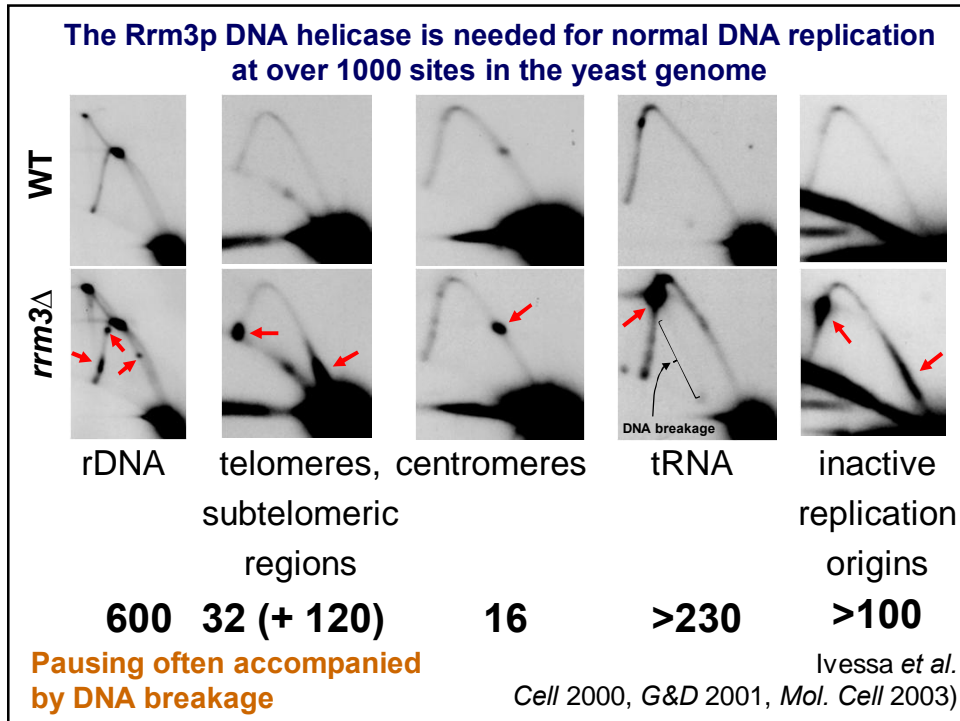 The Rrm3p DNA helicase is needed for normal DNA replication
at over 1000 sites in the yeast genome
WT
rrm3Δ
DNA breakage
rDNA
telomeres,
subtelomeric
regions
centromeres
tRNA
inactive
replication
origins
600
32 (+ 120)
16
>230
>100
Pausing often accompanied
by DNA breakage
Ivessa et al.
Cell 2000, G&D 2001, Mol. Cell 2003)